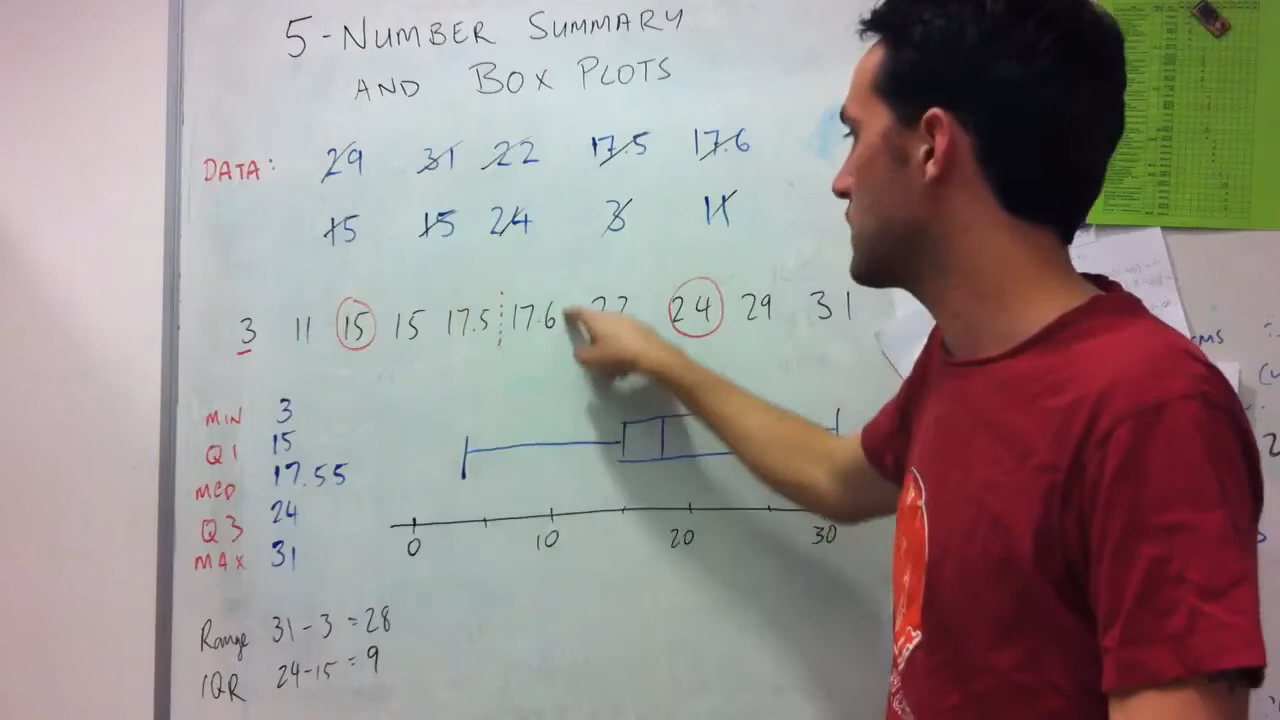 5-NUMBER SUMMARY
AND BOX PLOTS
DATA: 29 31 22 17.5 17.6
15 15 24 3 11
3 11 15 15 17.5 17.6 22 24 29 31
MIN 3
Q1 15
MED 17.55
Q3 24
MAX 31
0 10 20 30
Range 31-3=28
IQR 24-15=9